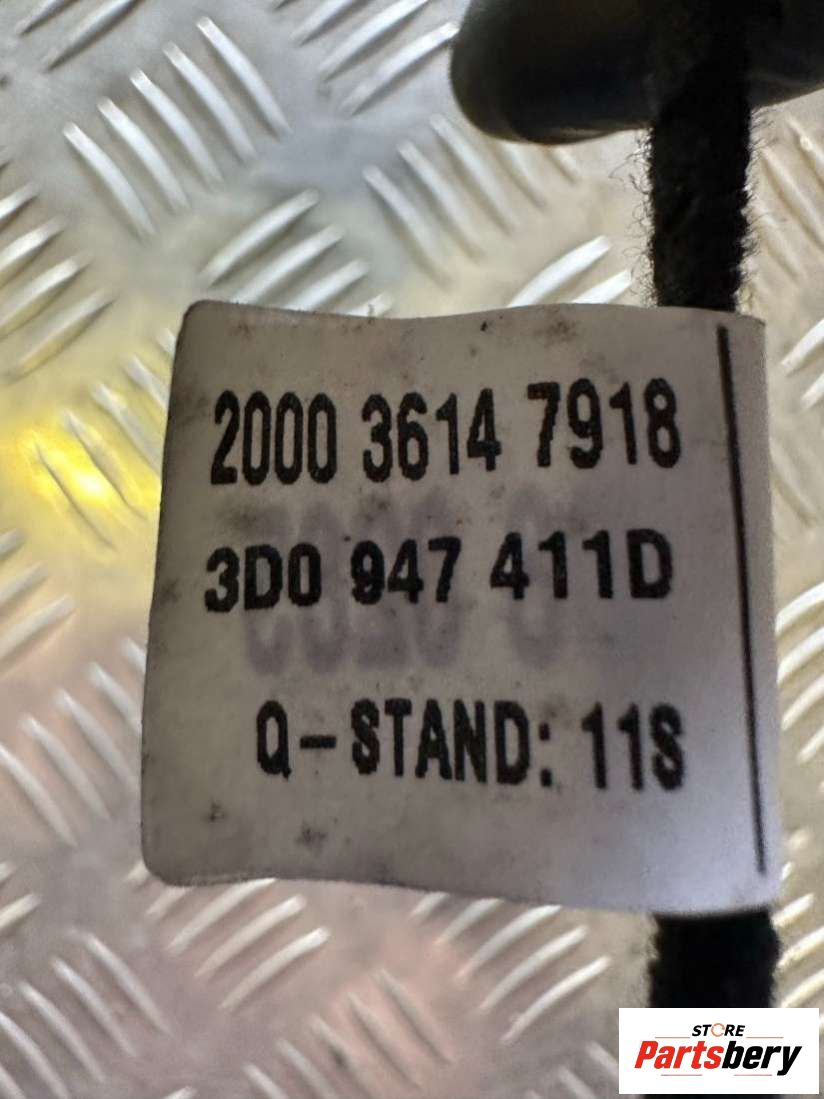 2000 3614 7918
3D0 947 411D
Q-STAND: 11S
STORE
Partsbery